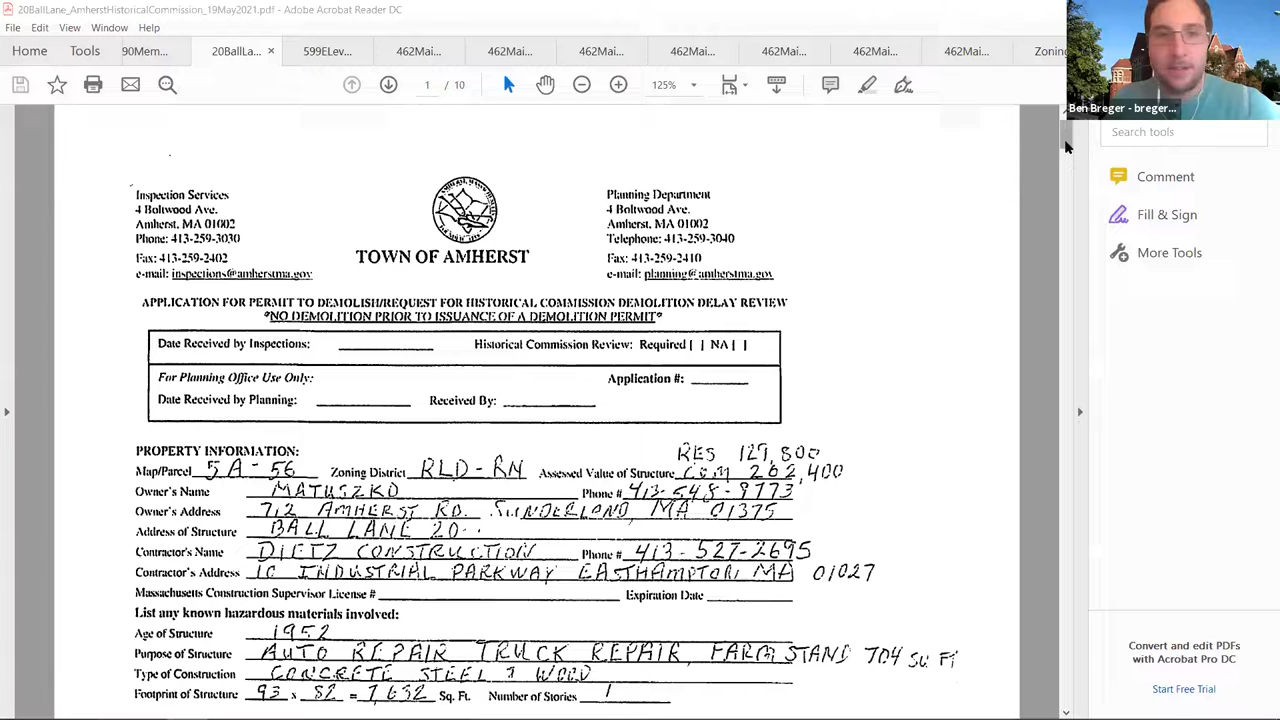 20BallLane_AmherstHistoricalCommission_19May2021.pdf - Adobe Acrobat Reader DC
File Edit View Window Help
Home Tools 90Mem... 20BallLa... × 599ELev... 462Mai... 462Mai... 462Mai... 462Mai... 462Mai... 462Mai... 462Mai... Zoning
1 / 10 125%
Ben Breger - breger...
Search tools
Comment
Fill & Sign
More Tools
Convert and edit PDFs
with Acrobat Pro DC
Start Free Trial
Inspection Services
4 Boltwood Ave.
Amherst, MA 01002
Phone: 413-259-3030
Fax: 413-259-2402
e-mail: inspections@amherstma.gov
TOWN OF AMHERST
Planning Department
4 Boltwood Ave.
Amherst, MA 01002
Telephone: 413-259-3040
Fax: 413-259-2410
e-mail: planning@amherstma.gov
APPLICATION FOR PERMIT TO DEMOLISH/REQUEST FOR HISTORICAL COMMISSION DEMOLITION DELAY REVIEW
*NO DEMOLITION PRIOR TO ISSUANCE OF A DEMOLITION PERMIT*
Date Received by Inspections: Historical Commission Review: Required [ ] NA [ ]
For Planning Office Use Only: Application #:
Date Received by Planning: Received By:
PROPERTY INFORMATION: RES 127,800
Map/Parcel 5A-56 Zoning District RLD-RN Assessed Value of Structure COM 262,400
Owner's Name MATUSZKO Phone # 413-548-9773
Owner's Address 712 AMHERST RD. SUNDERLAND, MA 01375
Address of Structure BALL LANE 20
Contractor's Name DIETZ CONSTRUCTION Phone # 413-527-2695
Contractor's Address 10 INDUSTRIAL PARKWAY EASTHAMPTON, MA 01027
Massachusetts Construction Supervisor License # Expiration Date
List any known hazardous materials involved:
Age of Structure 1952
Purpose of Structure AUTO REPAIR TRUCK REPAIR, FARM STAND 704 SQ FT
Type of Construction CONCRETE STEEL & WOOD
Footprint of Structure 93 x 82 = 7,632 Sq. Ft. Number of Stories 1